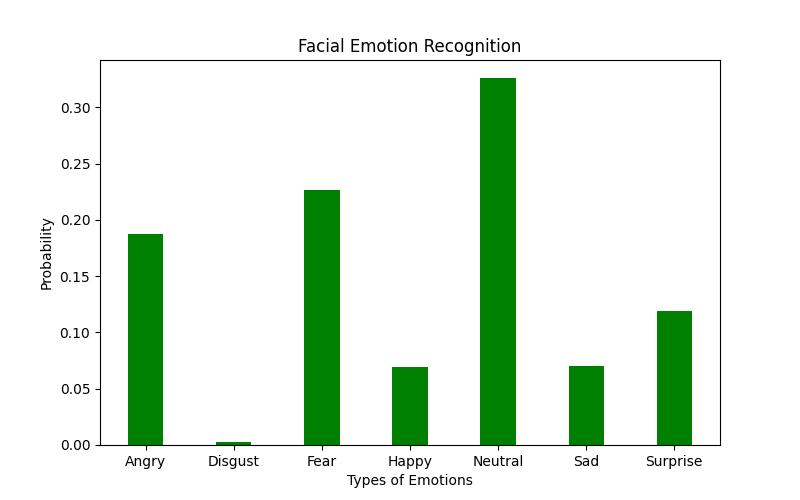 Facial Emotion Recognition
0.30
0.25
0.20
0.15
0.10
0.05
0.00
Probability
Angry Disgust Fear Happy Neutral Sad Surprise
Types of Emotions